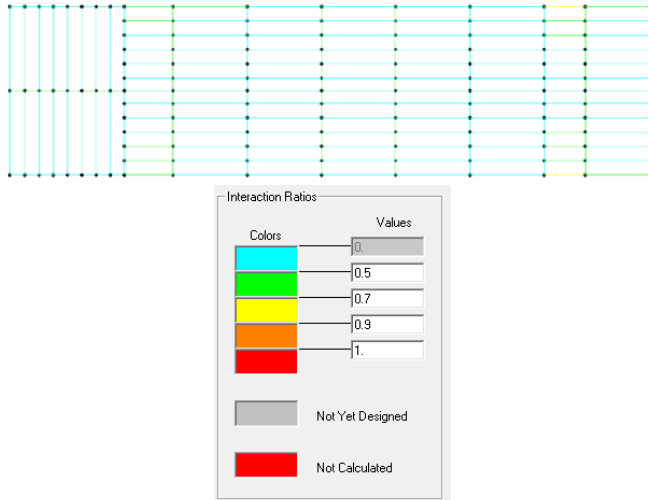 Interaction Ratios
Colors
Values
0.
0.5
0.7
0.9
1.
Not Yet Designed
Not Calculated